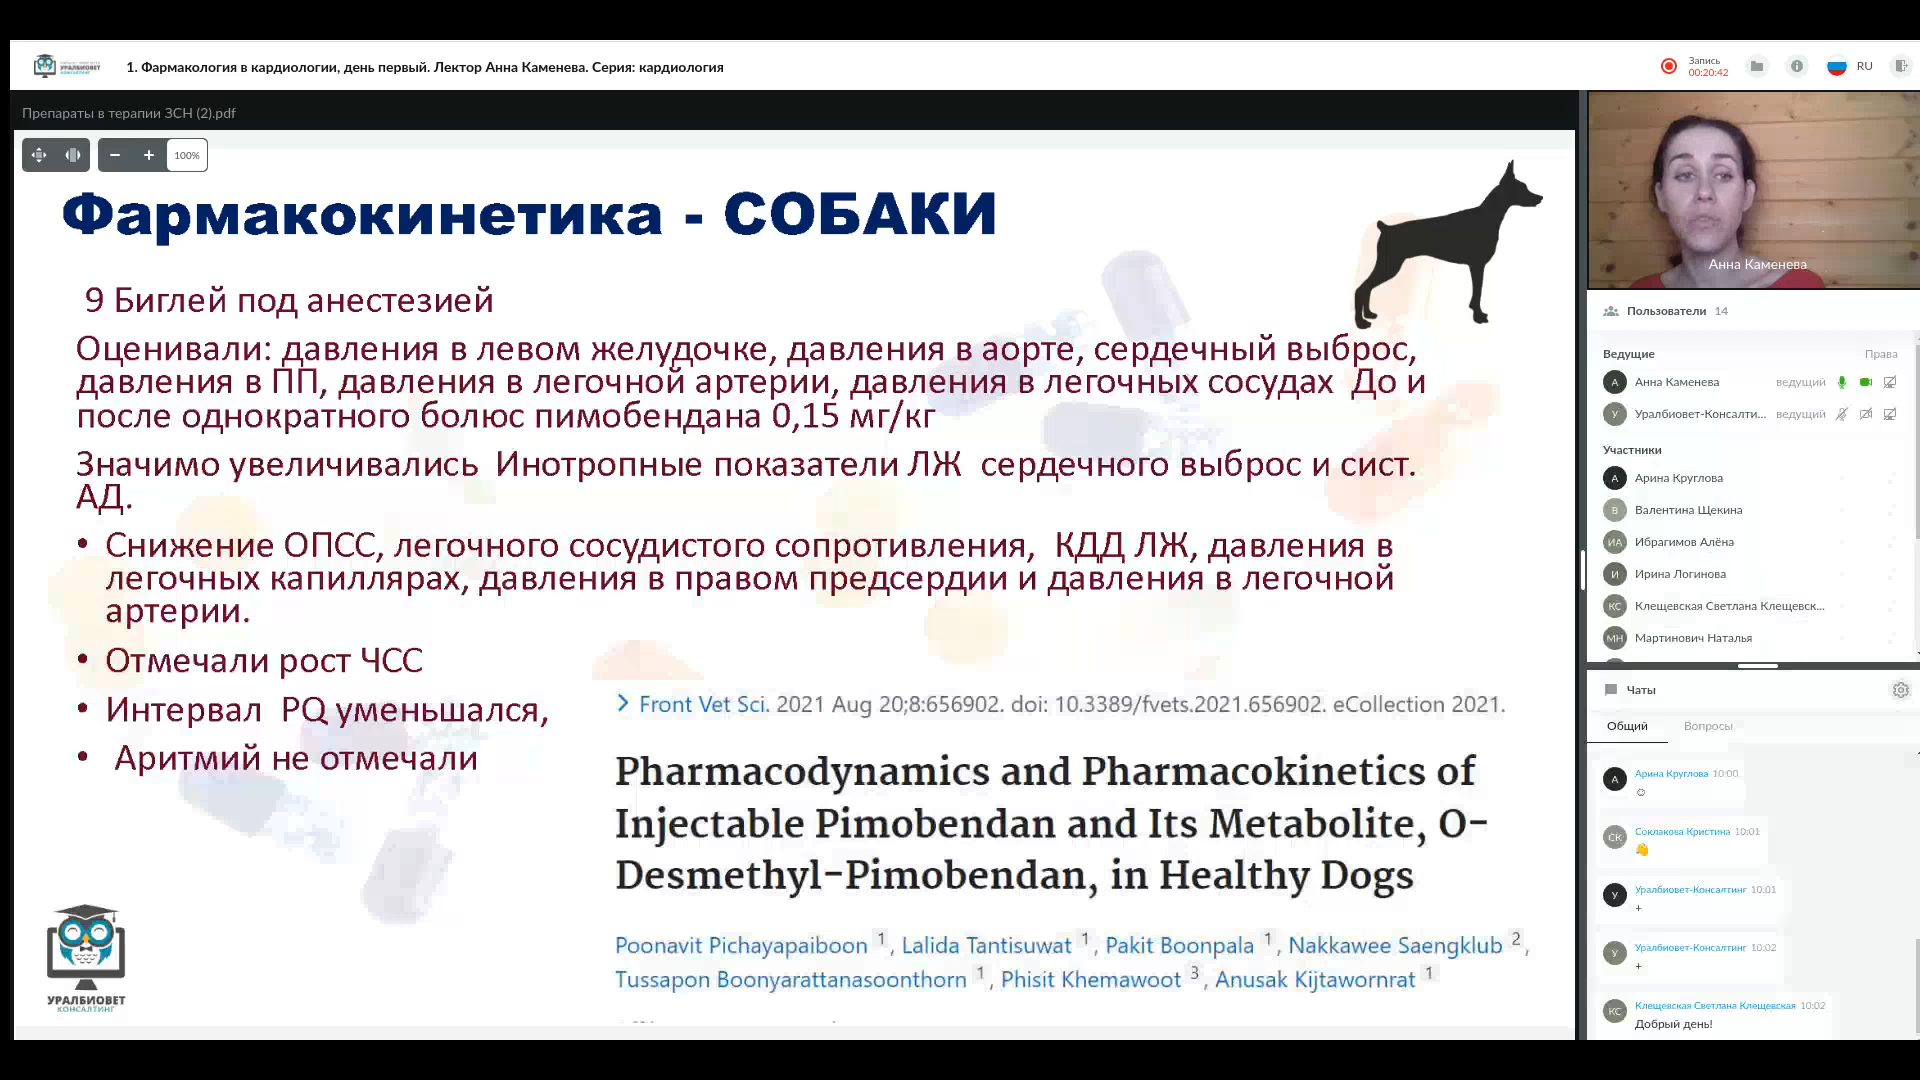 УРАЛБИОВЕТ
КОНСАЛТИНГ
1. Фармакология в кардиологии, день первый. Лектор Анна Каменева. Серия: кардиология
Запись
00:20:42
RU
Препараты в терапии ЗСН (2).pdf
100%
Фармакокинетика - СОБАКИ
9 Биглей под анестезией
Оценивали: давления в левом желудочке, давления в аорте, сердечный выброс,
давления в ПП, давления в легочной артерии, давления в легочных сосудах До и
после однократного болюс пимобендана 0,15 мг/кг
Значимо увеличивались Инотропные показатели ЛЖ сердечного выброс и сист.
АД.
• Снижение ОПСС, легочного сосудистого сопротивления, КДД ЛЖ, давления в
легочных капиллярах, давления в правом предсердии и давления в легочной
артерии.
• Отмечали рост ЧСС
• Интервал PQ уменьшался,
• Аритмий не отмечали
> Front Vet Sci. 2021 Aug 20;8:656902. doi: 10.3389/fvets.2021.656902. eCollection 2021.
Pharmacodynamics and Pharmacokinetics of
Injectable Pimobendan and Its Metabolite, O-
Desmethyl-Pimobendan, in Healthy Dogs
Poonavit Pichayapaiboon 1, Lalida Tantisuwat 1, Pakit Boonpala 1, Nakkawee Saengklub 2,
Tussapon Boonyarattanasoonthorn 1, Phisit Khemawoot 3, Anusak Kijtawornrat 1
УРАЛБИОВЕТ
КОНСАЛТИНГ
Анна Каменева
Пользователи 14
Ведущие Права
А Анна Каменева ведущий
У Уралбиовет-Консалти... ведущий
Участники
А Арина Круглова
В Валентина Щекина
ИА Ибрагимов Алёна
И Ирина Логинова
КС Клещевская Светлана Клещевск...
МН Мартинович Наталья
Чаты
Общий Вопросы
А Арина Круглова 10:00
☺
СК Соклакова Кристина 10:01
👋
У Уралбиовет-Консалтинг 10:01
+
У Уралбиовет-Консалтинг 10:02
+
КС Клещевская Светлана Клещевская 10:02
Добрый день!